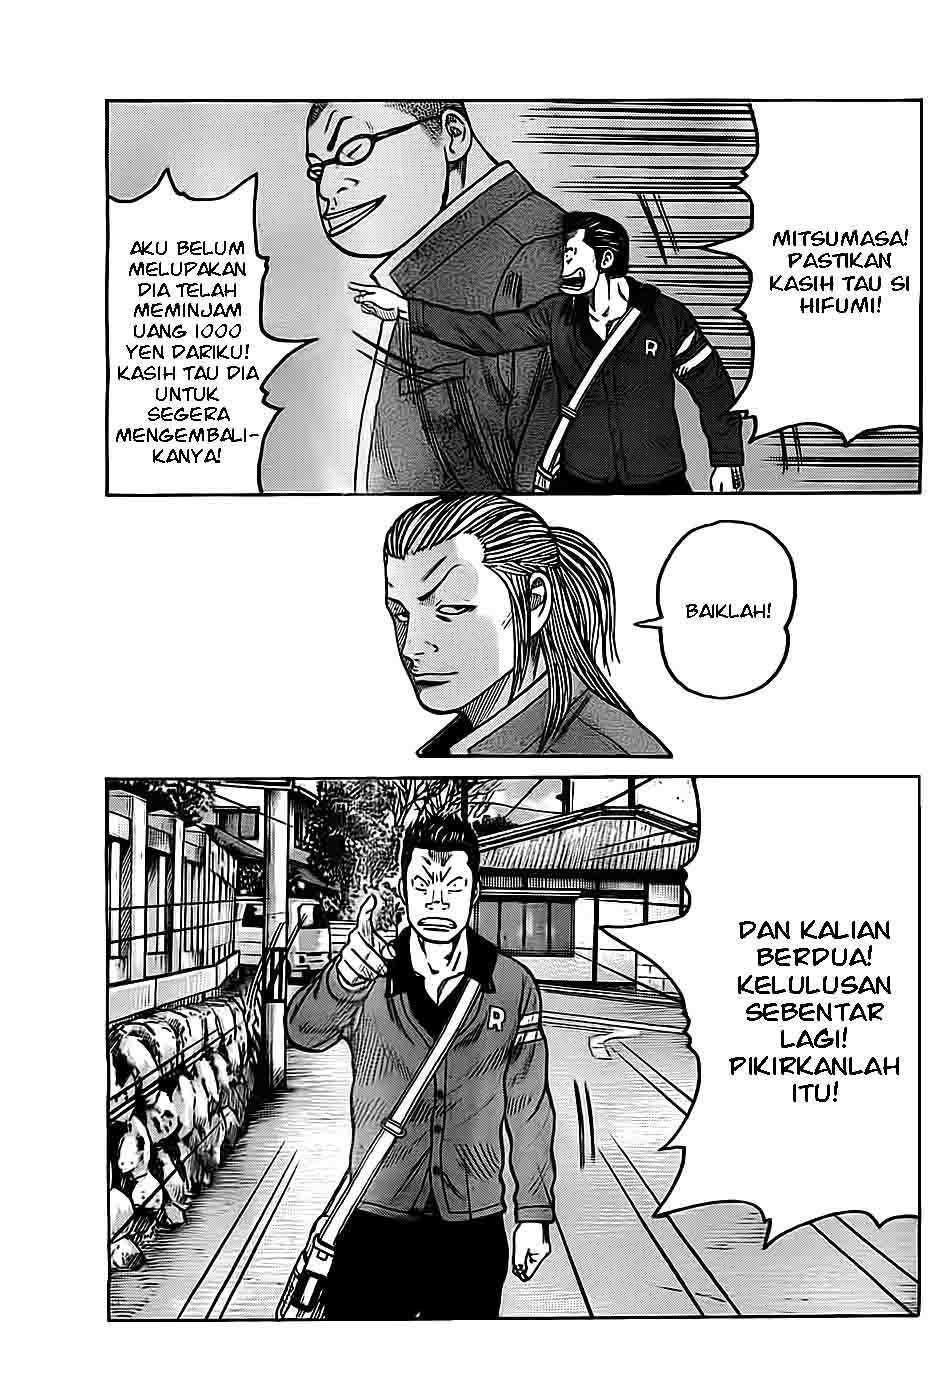 MITSUMASA!
PASTIKAN
KASIH TAU SI
HIFUMI!
AKU BELUM
MELUPAKAN
DIA TELAH
MEMINJAM
UANG 1000
YEN DARIKU!
KASIH TAU DIA
UNTUK
SEGERA
MENGEMBALI-
KANYA!
R
BAIKLAH!
DAN KALIAN
BERDUA!
KELULUSAN
SEBENTAR
LAGI!
PIKIRKANLAH
ITU!
R